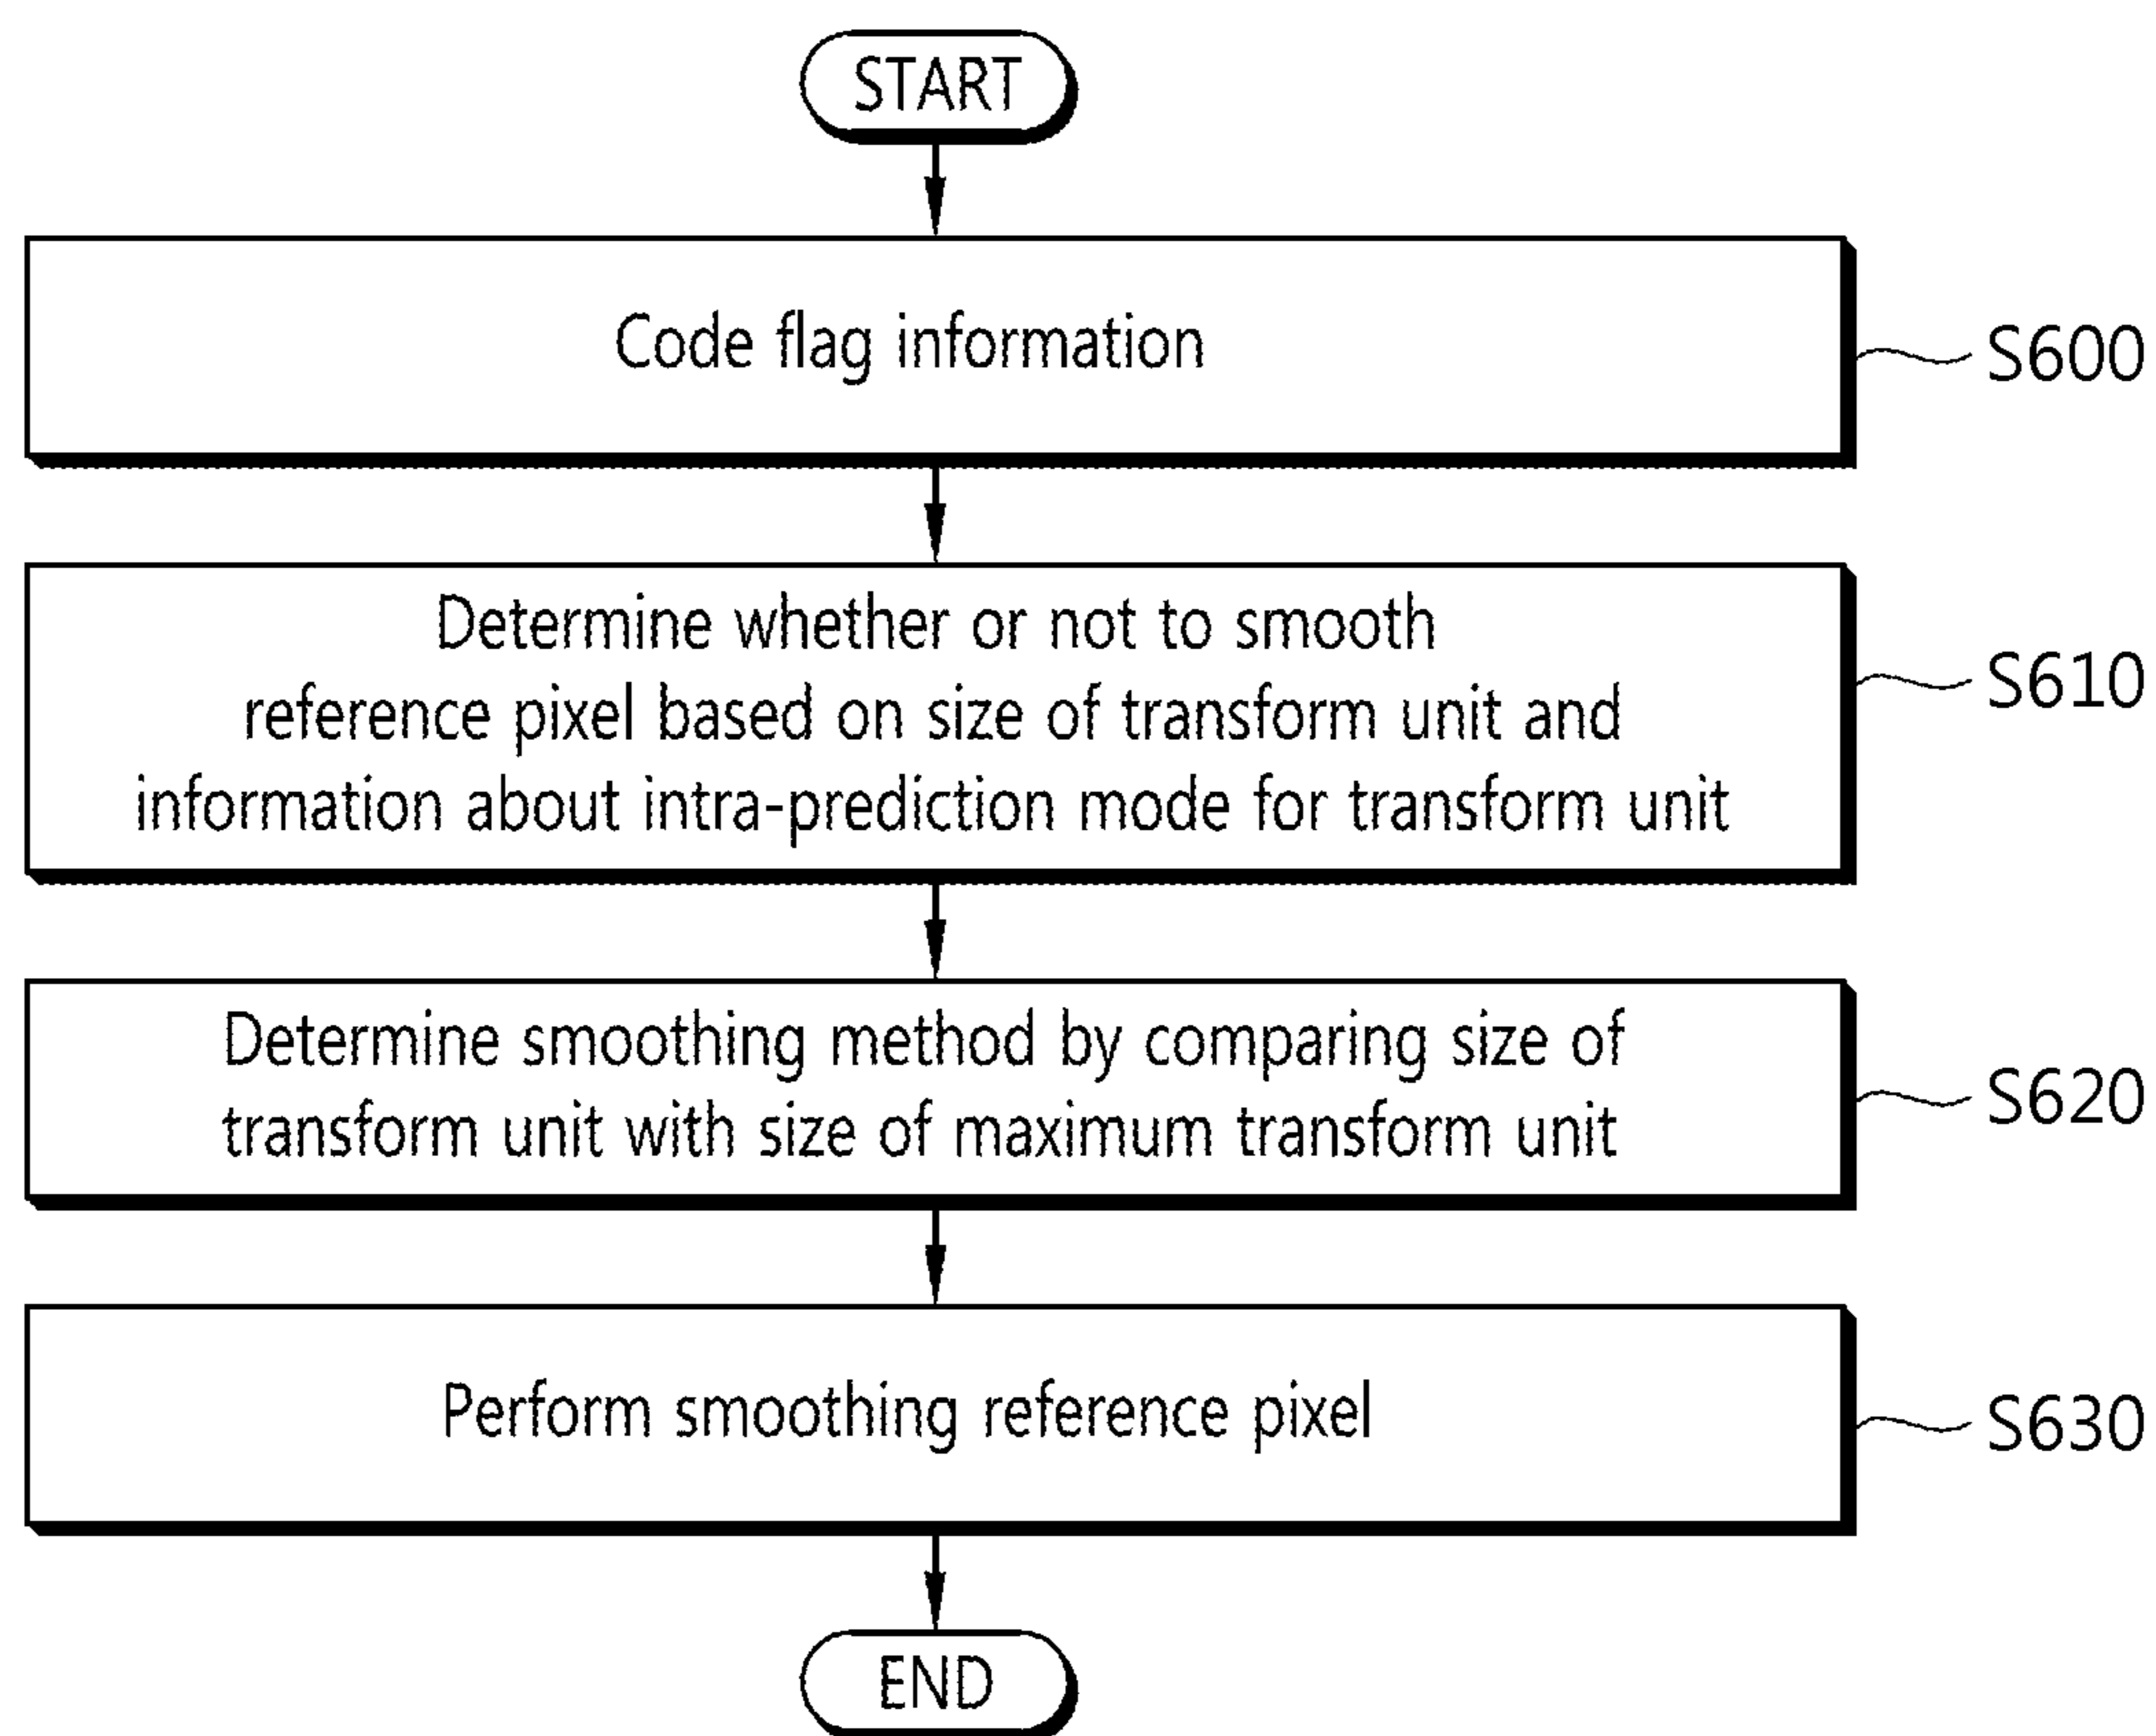 START
Code flag information
S600
Determine whether or not to smooth
reference pixel based on size of transform unit and
information about intra-prediction mode for transform unit
S610
Determine smoothing method by comparing size of
transform unit with size of maximum transform unit
S620
Perform smoothing reference pixel
S630
END